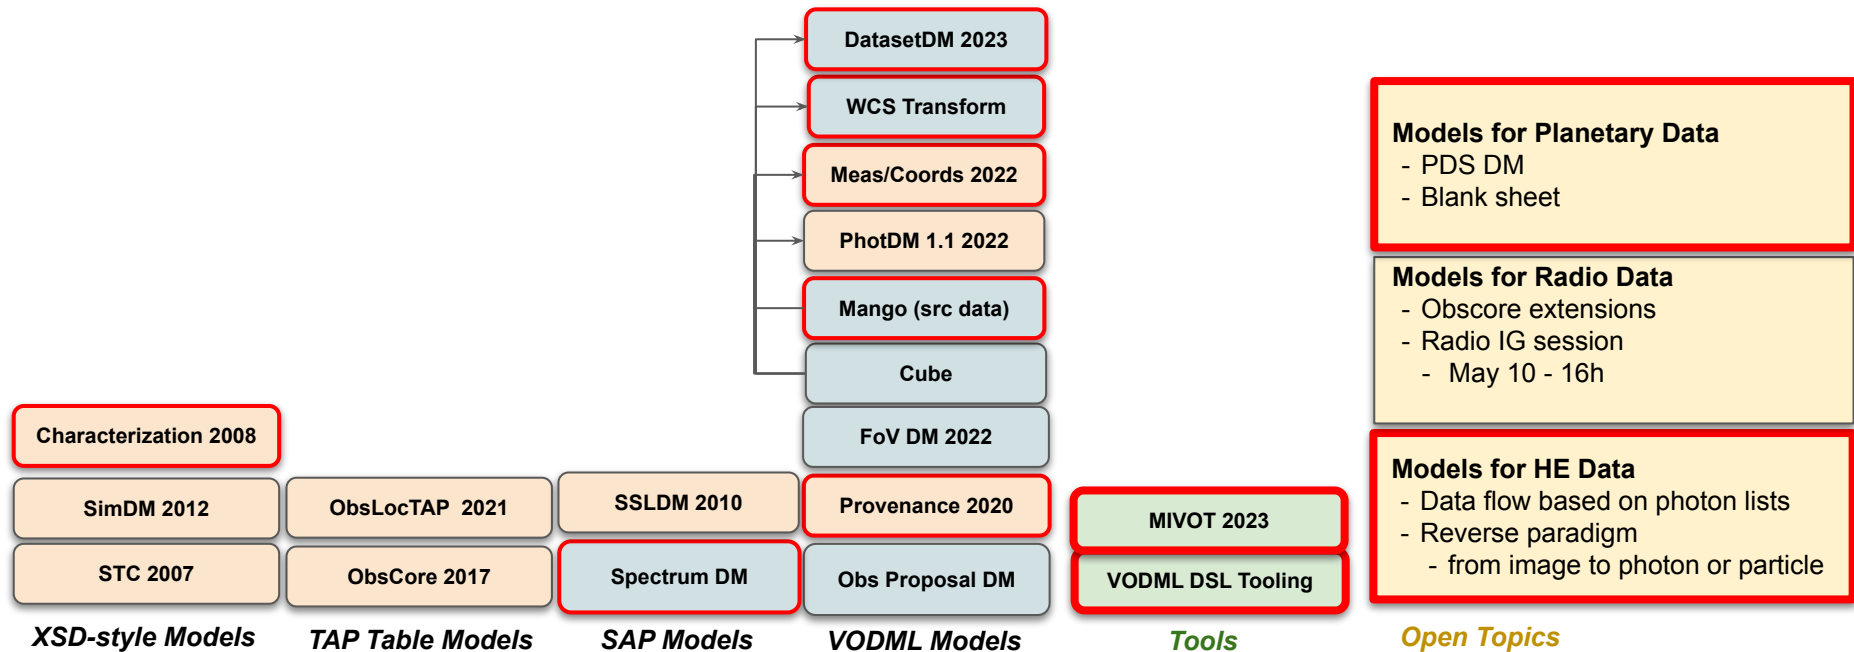 DatasetDM 2023
WCS Transform
Meas/Coords 2022
PhotDM 1.1 2022
Mango (src data)
Cube
FoV DM 2022
Provenance 2020
Obs Proposal DM
VODML Models
Characterization 2008
SimDM 2012
STC 2007
XSD-style Models
ObsLocTAP 2021
ObsCore 2017
TAP Table Models
SSLDM 2010
Spectrum DM
SAP Models
MIVOT 2023
VODML DSL Tooling
Tools
Models for Planetary Data
- PDS DM
- Blank sheet
Models for Radio Data
- Obscore extensions
- Radio IG session
- May 10 - 16h
Models for HE Data
- Data flow based on photon lists
- Reverse paradigm
- from image to photon or particle
Open Topics